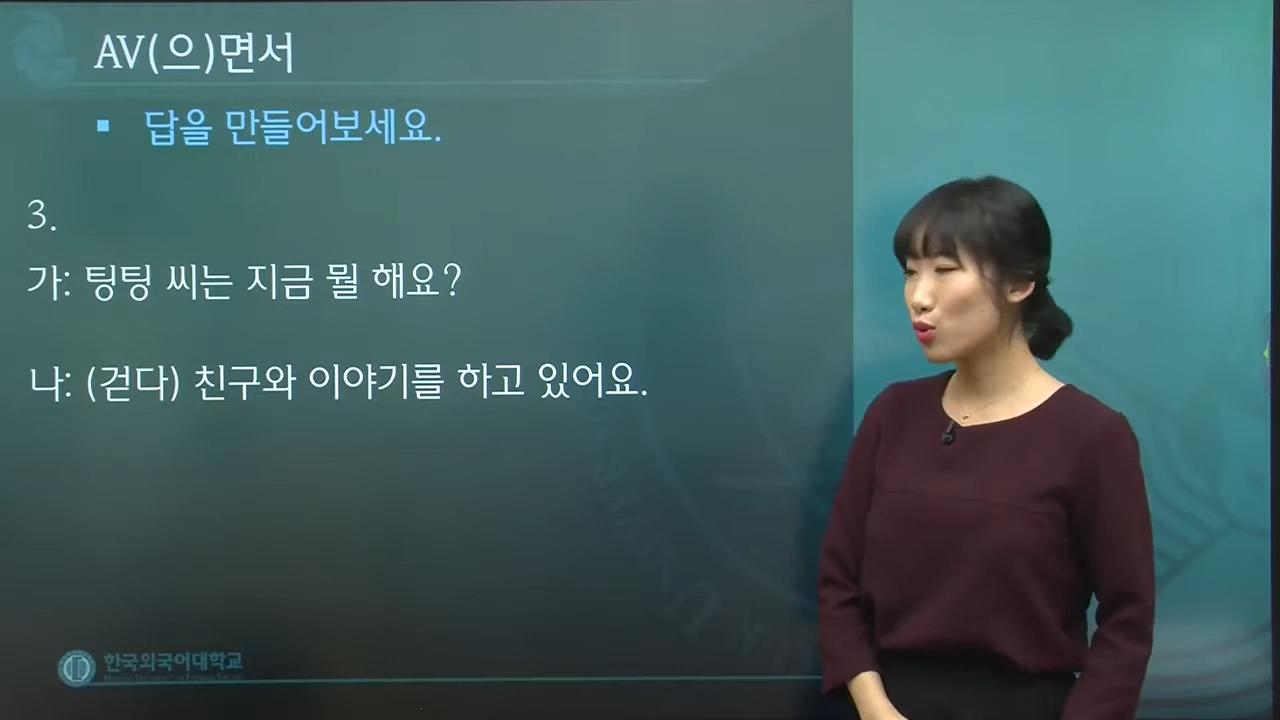 AV(으)면서
▪ 답을 만들어보세요.
3.
가: 팅팅 씨는 지금 뭘 해요?
나: (걷다) 친구와 이야기를 하고 있어요.
한국외국어대학교